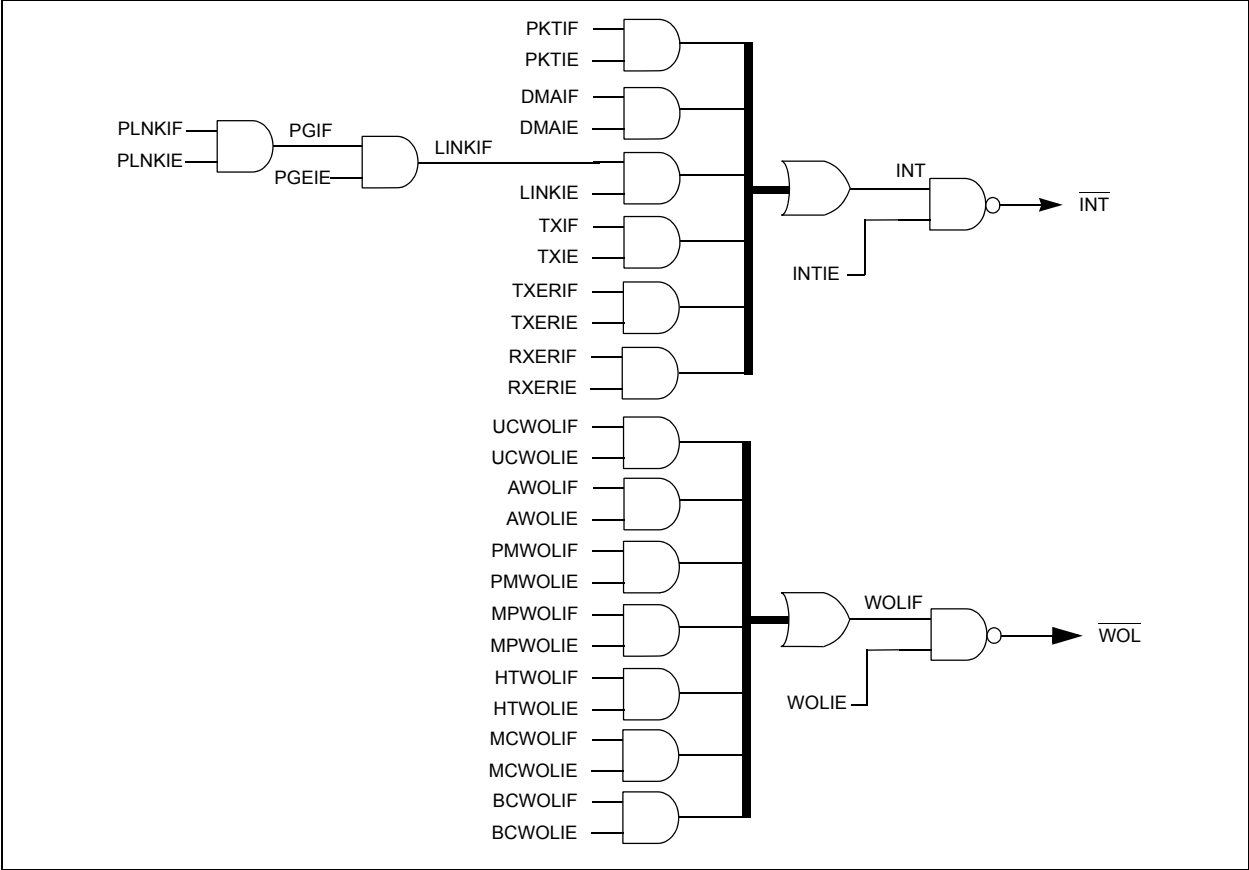 PKTIF
PKTIE
DMAIF
DMAIE
PLNKIF
PLNKIE
PGIF
PGEIE
LINKIF
LINKIE
TXIF
TXIE
TXERIF
TXERIE
RXERIF
RXERIE
INT
INTIE
INT
UCWOLIF
UCWOLIE
AWOLIF
AWOLIE
PMWOLIF
PMWOLIE
MPWOLIF
MPWOLIE
HTWOLIF
HTWOLIE
MCWOLIF
MCWOLIE
BCWOLIF
BCWOLIE
WOLIF
WOLIE
WOL